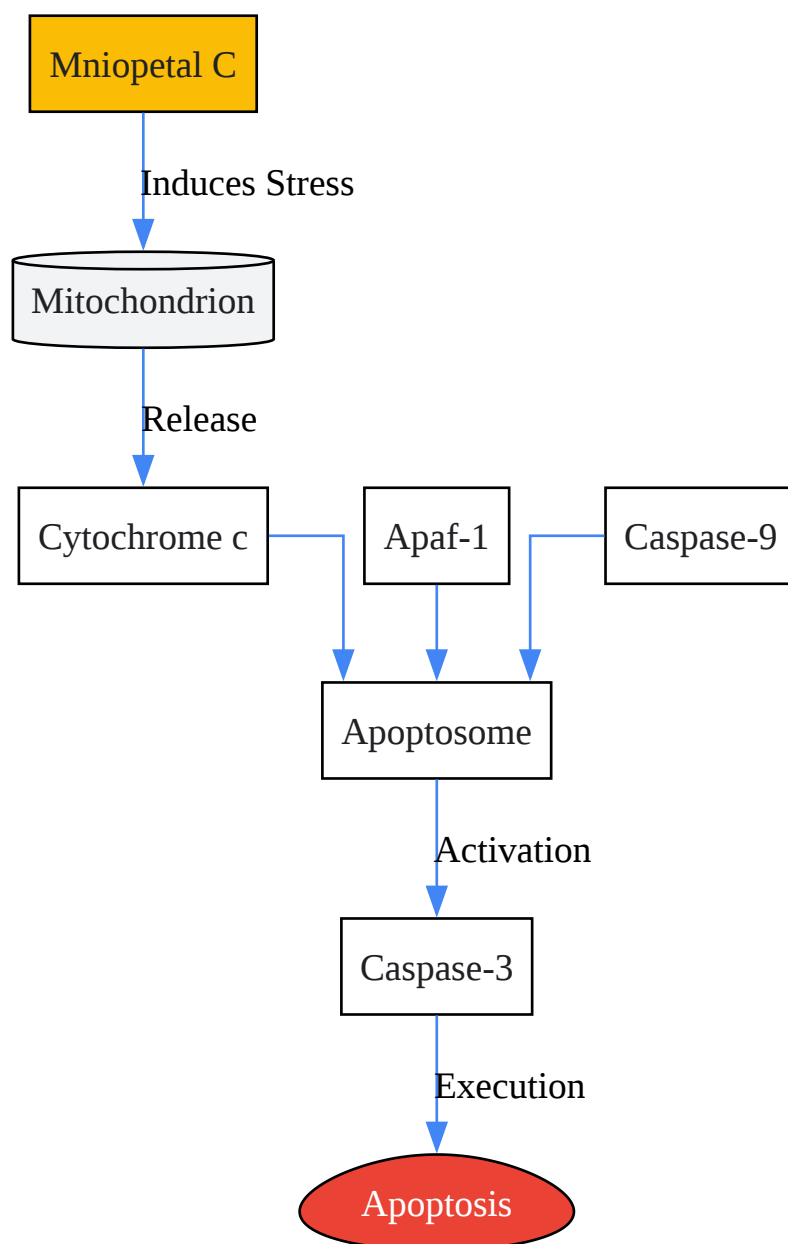 Mniopetal C
Induces Stress
Mitochondrion
Release
Cytochrome c
Apaf-1
Caspase-9
Apoptosome
Activation
Caspase-3
Execution
Apoptosis